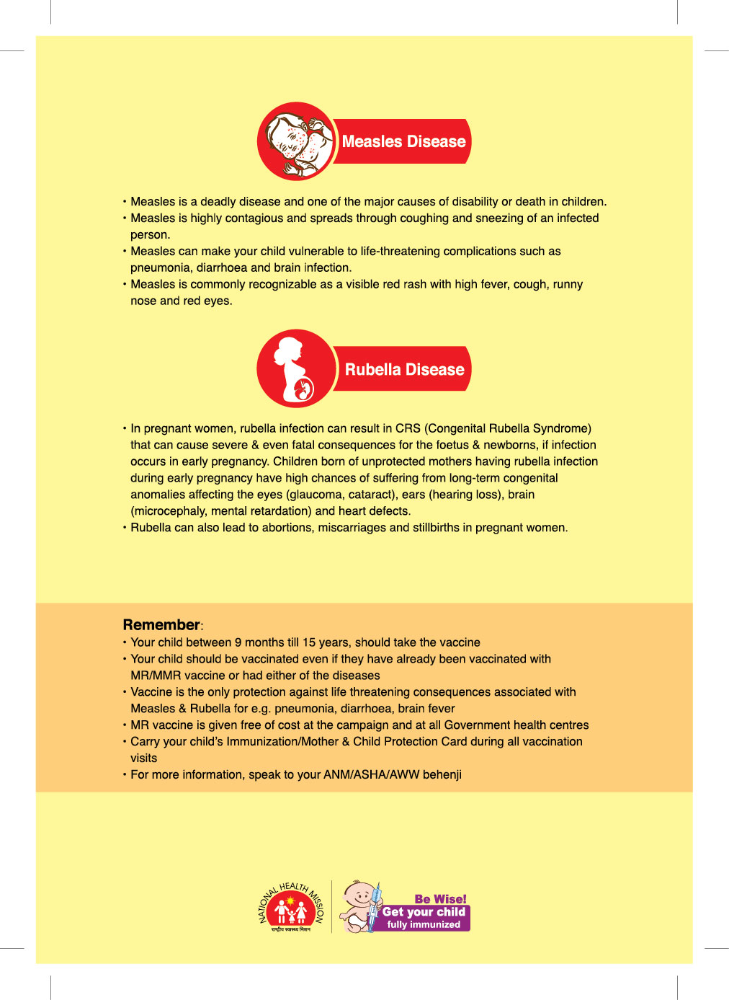 Measles Disease
• Measles is a deadly disease and one of the major causes of disability or death in children.
• Measles is highly contagious and spreads through coughing and sneezing of an infected
person.
• Measles can make your child vulnerable to life-threatening complications such as
pneumonia, diarrhoea and brain infection.
• Measles is commonly recognizable as a visible red rash with high fever, cough, runny
nose and red eyes.
Rubella Disease
• In pregnant women, rubella infection can result in CRS (Congenital Rubella Syndrome)
that can cause severe & even fatal consequences for the foetus & newborns, if infection
occurs in early pregnancy. Children born of unprotected mothers having rubella infection
during early pregnancy have high chances of suffering from long-term congenital
anomalies affecting the eyes (glaucoma, cataract), ears (hearing loss), brain
(microcephaly, mental retardation) and heart defects.
• Rubella can also lead to abortions, miscarriages and stillbirths in pregnant women.
Remember:
• Your child between 9 months till 15 years, should take the vaccine
• Your child should be vaccinated even if they have already been vaccinated with
MR/MMR vaccine or had either of the diseases
• Vaccine is the only protection against life threatening consequences associated with
Measles & Rubella for e.g. pneumonia, diarrhoea, brain fever
• MR vaccine is given free of cost at the campaign and at all Government health centres
• Carry your child's Immunization/Mother & Child Protection Card during all vaccination
visits
• For more information, speak to your ANM/ASHA/AWW behenji
NATIONAL HEALTH MISSION
राष्ट्रीय स्वास्थ्य मिशन
Be Wise!
Get your child
fully immunized